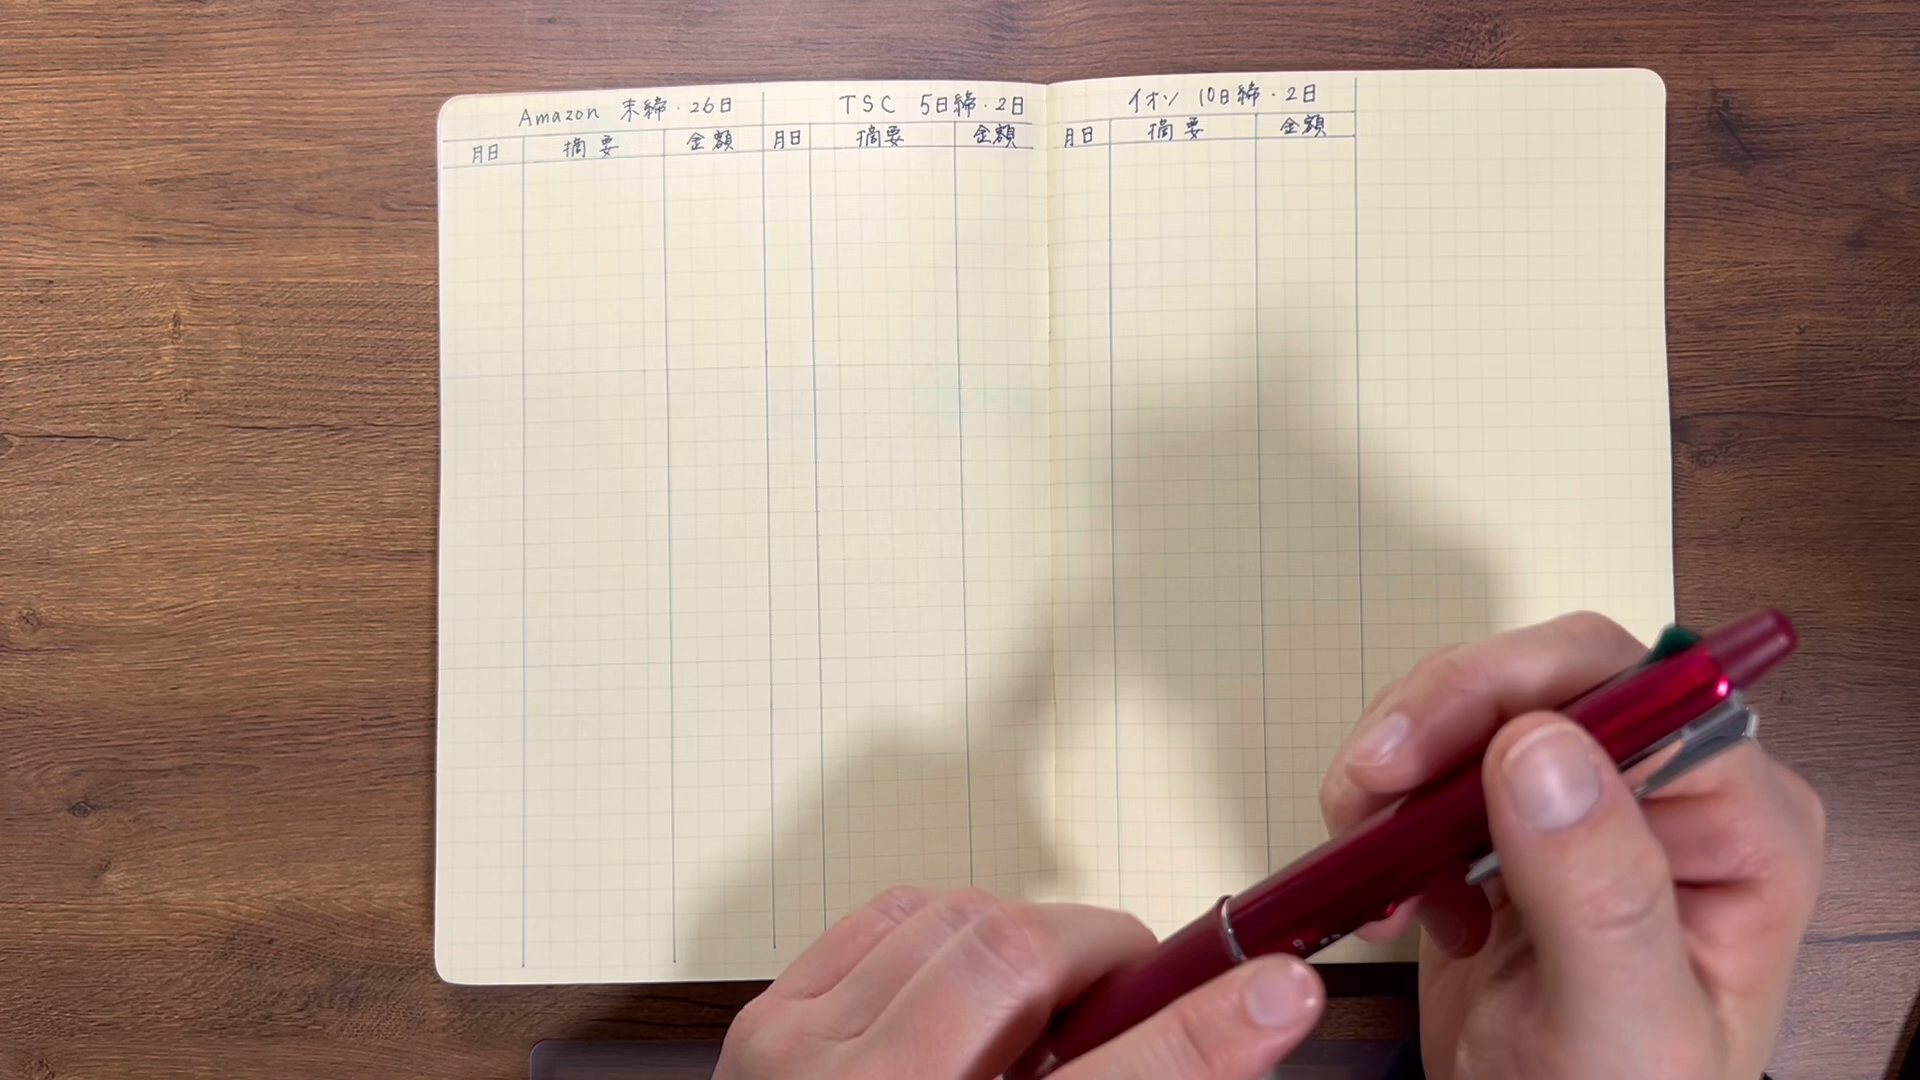 Amazon 末締・26日
月日 摘要 金額
TSC 5日締・2日
月日 摘要 金額
イオン 10日締・2日
月日 摘要 金額